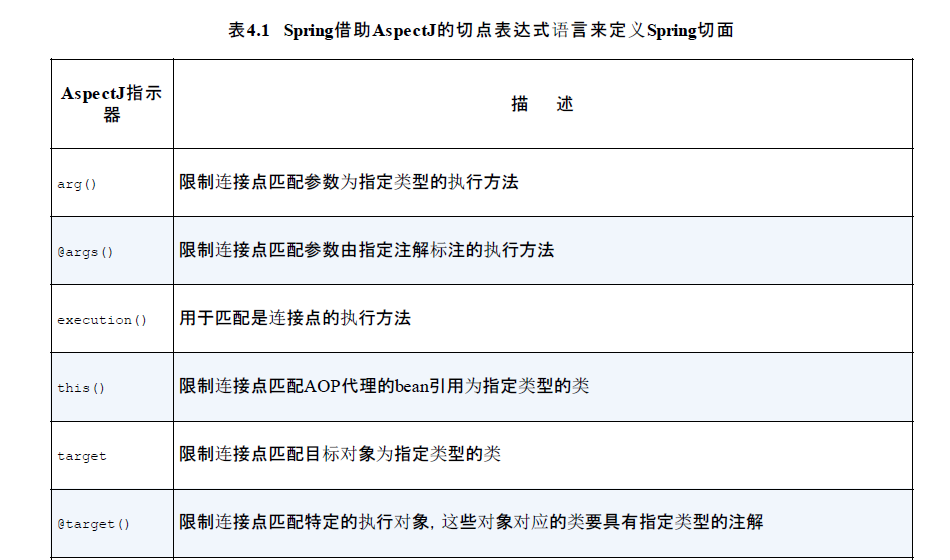 表4.1 Spring借助AspectJ的切点表达式语言来定义Spring切面
AspectJ指示
器
描 述
arg()
限制连接点匹配参数为指定类型的执行方法
@args()
限制连接点匹配参数由指定注解标注的执行方法
execution()
用于匹配是连接点的执行方法
this()
限制连接点匹配AOP代理的bean引用为指定类型的类
target
限制连接点匹配目标对象为指定类型的类
@target()
限制连接点匹配特定的执行对象，这些对象对应的类要具有指定类型的注解